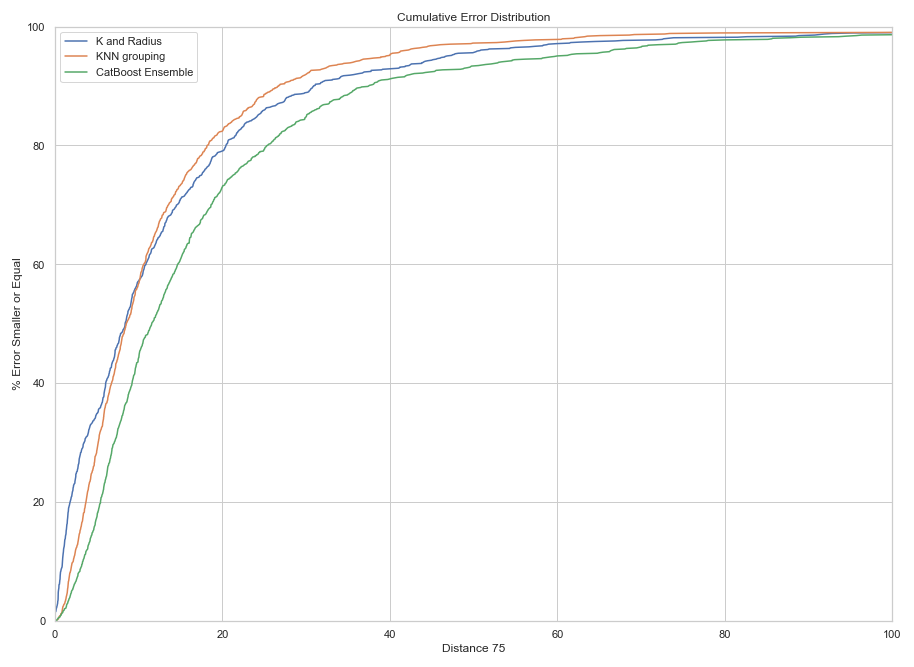 Cumulative Error Distribution
K and Radius
KNN grouping
CatBoost Ensemble
% Error Smaller or Equal
100
80
60
40
20
0
0 20 40 60 80 100
Distance 75